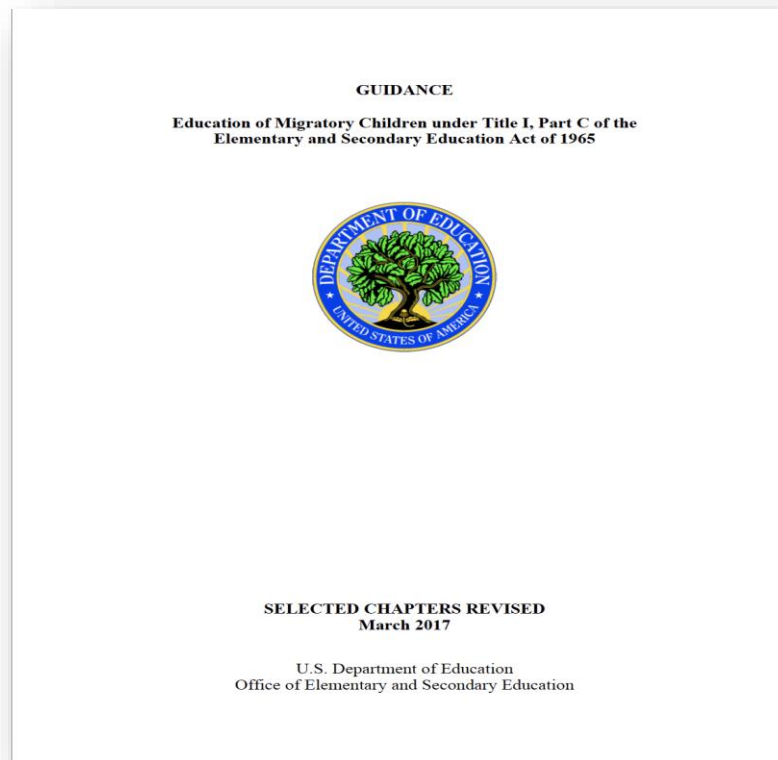 GUIDANCE
Education of Migratory Children under Title I, Part C of the
Elementary and Secondary Education Act of 1965
DEPARTMENT OF EDUCATION
UNITED STATES OF AMERICA
SELECTED CHAPTERS REVISED
March 2017
U.S. Department of Education
Office of Elementary and Secondary Education